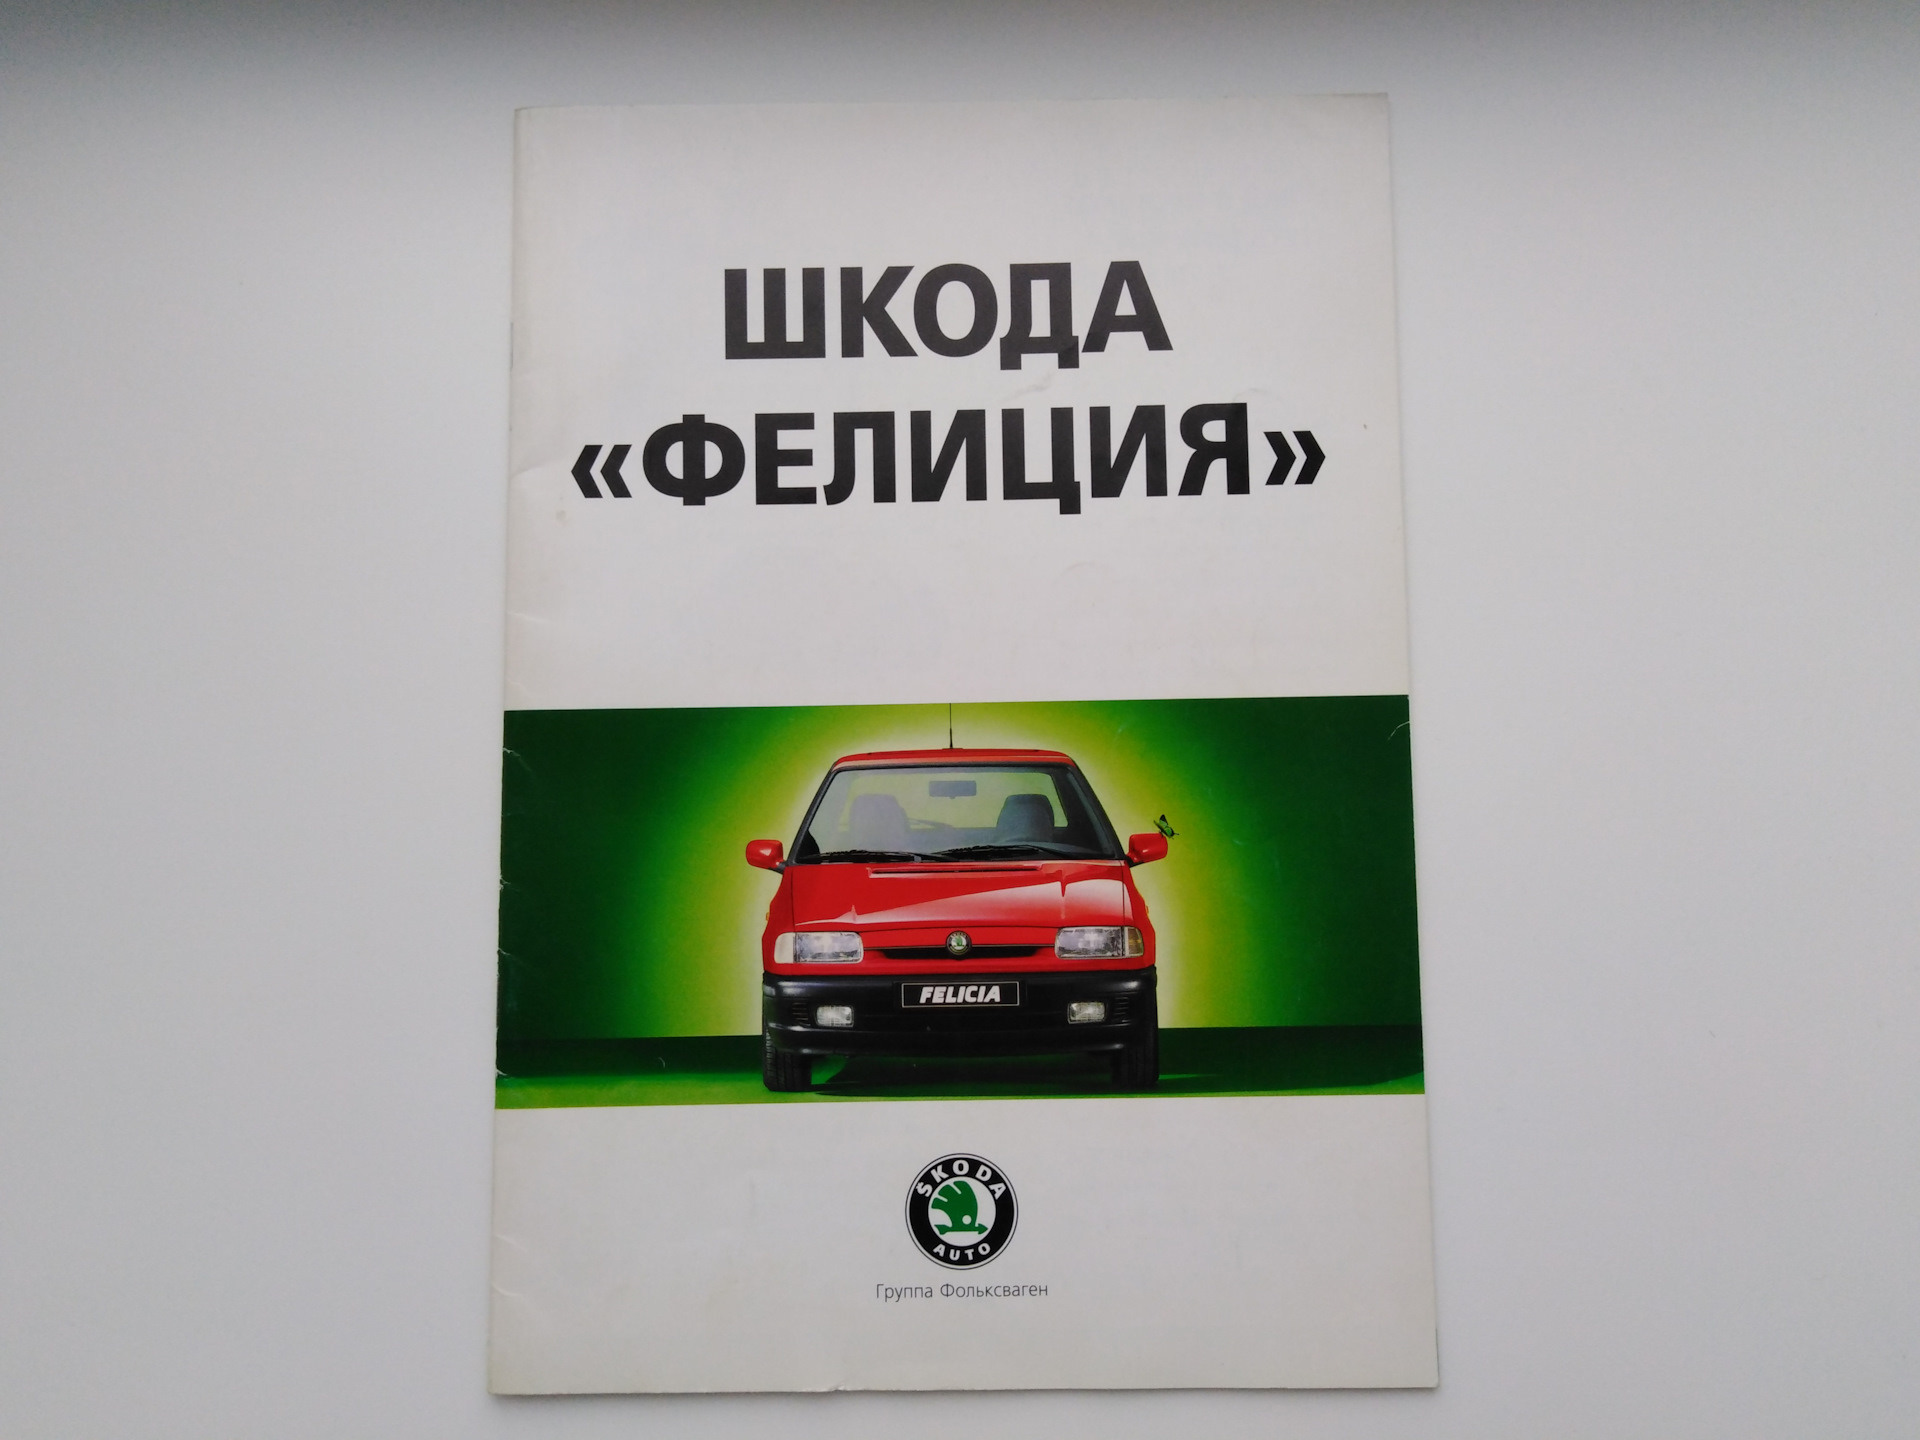 ШКОДА
«ФЕЛИЦИЯ»
FELICIA
ŠKODA
AUTO
Группа Фольксваген